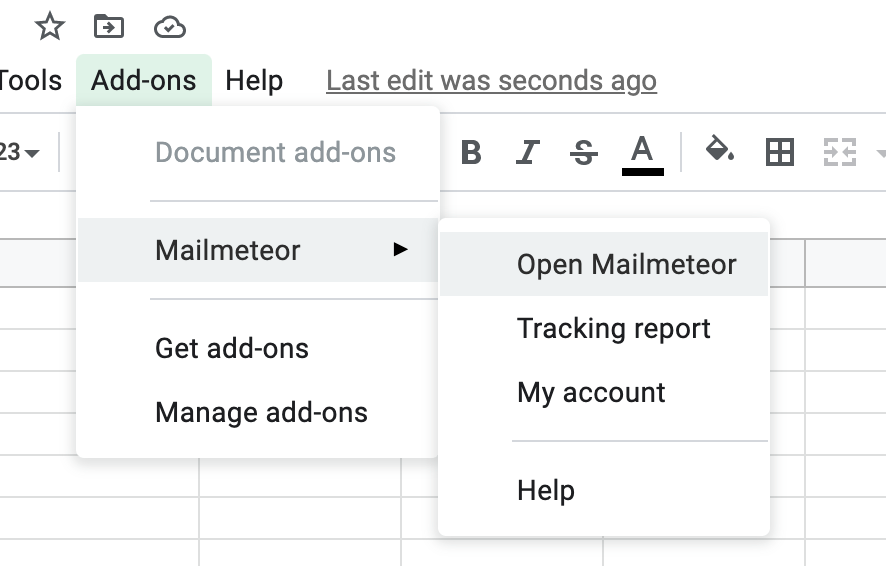 Tools Add-ons Help Last edit was seconds ago
23 B I S A
Document add-ons
Mailmeteor
Open Mailmeteor
Tracking report
Get add-ons
My account
Manage add-ons
Help